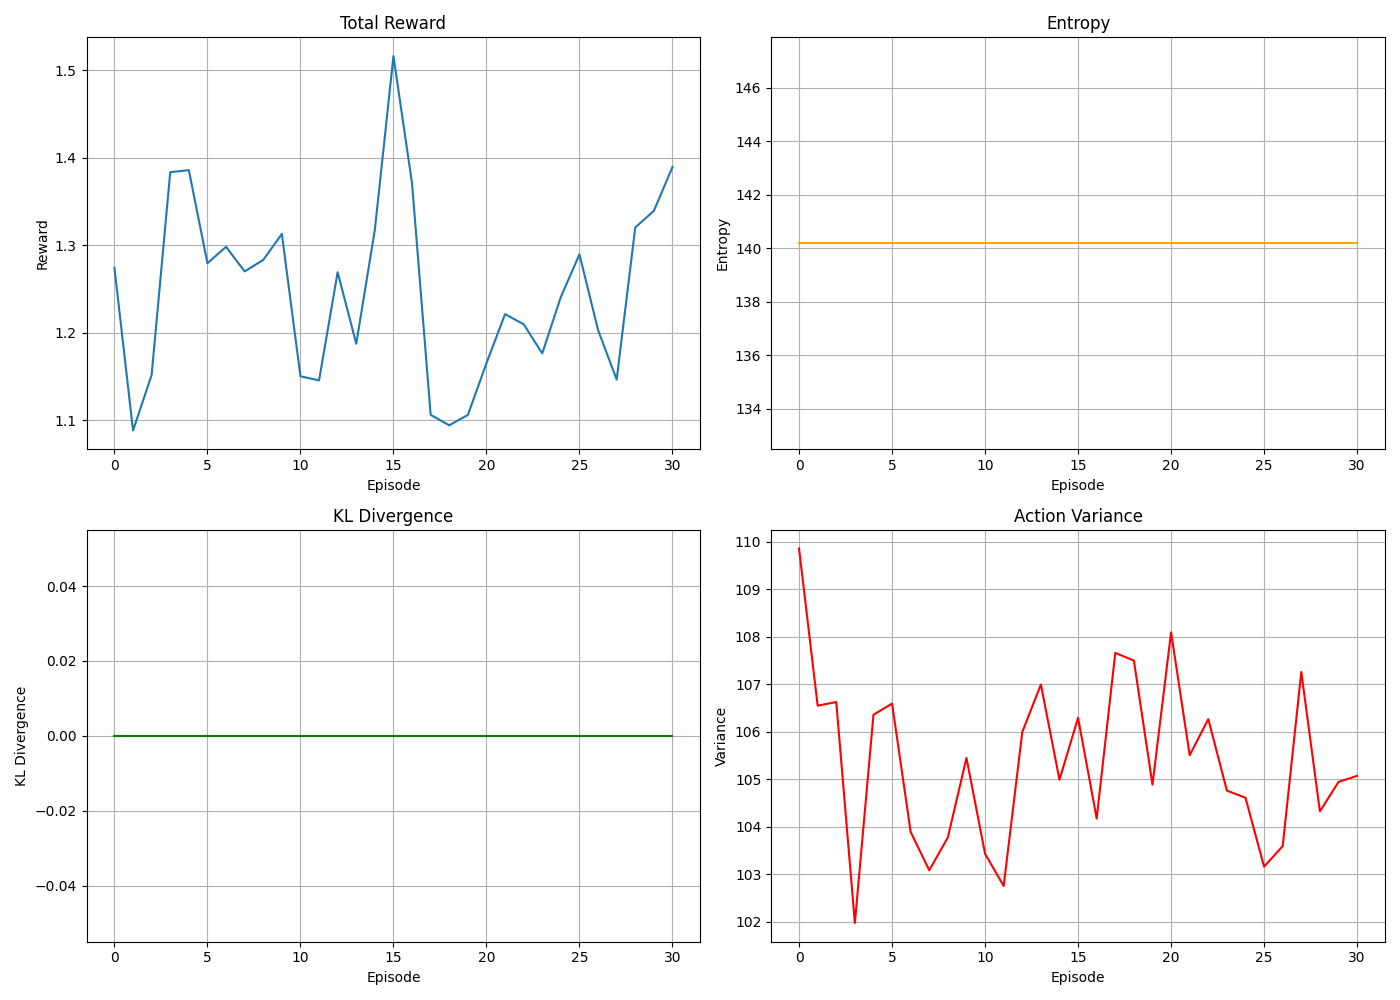 Total Reward
Reward
1.5
1.4
1.3
1.2
1.1
0 5 10 15 20 25 30
Episode
Entropy
Entropy
146
144
142
140
138
136
134
0 5 10 15 20 25 30
Episode
KL Divergence
KL Divergence
0.04
0.02
0.00
−0.02
−0.04
0 5 10 15 20 25 30
Episode
Action Variance
Variance
110
109
108
107
106
105
104
103
102
0 5 10 15 20 25 30
Episode